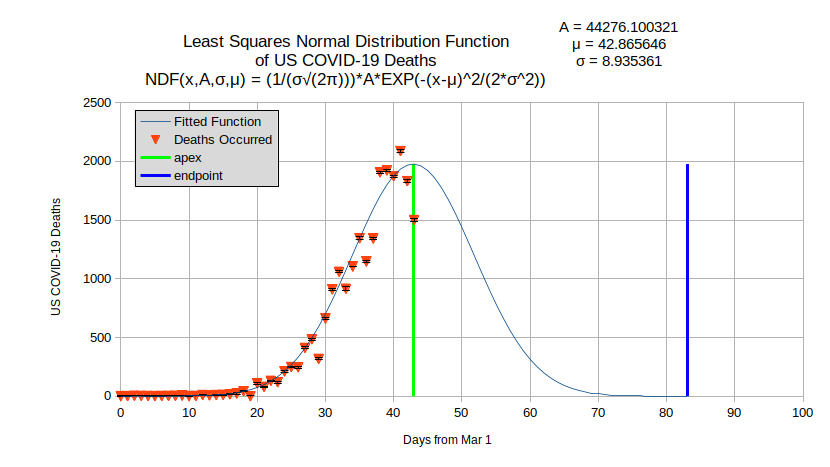 Least Squares Normal Distribution Function
of US COVID-19 Deaths
NDF(x,A,σ,μ) = (1/(σ√(2π)))*A*EXP(-(x-μ)^2/(2*σ^2))
A = 44276.100321
μ = 42.865646
σ = 8.935361
Fitted Function
Deaths Occurred
apex
endpoint
US COVID-19 Deaths
2500
2000
1500
1000
500
0
0 10 20 30 40 50 60 70 80 90 100
Days from Mar 1